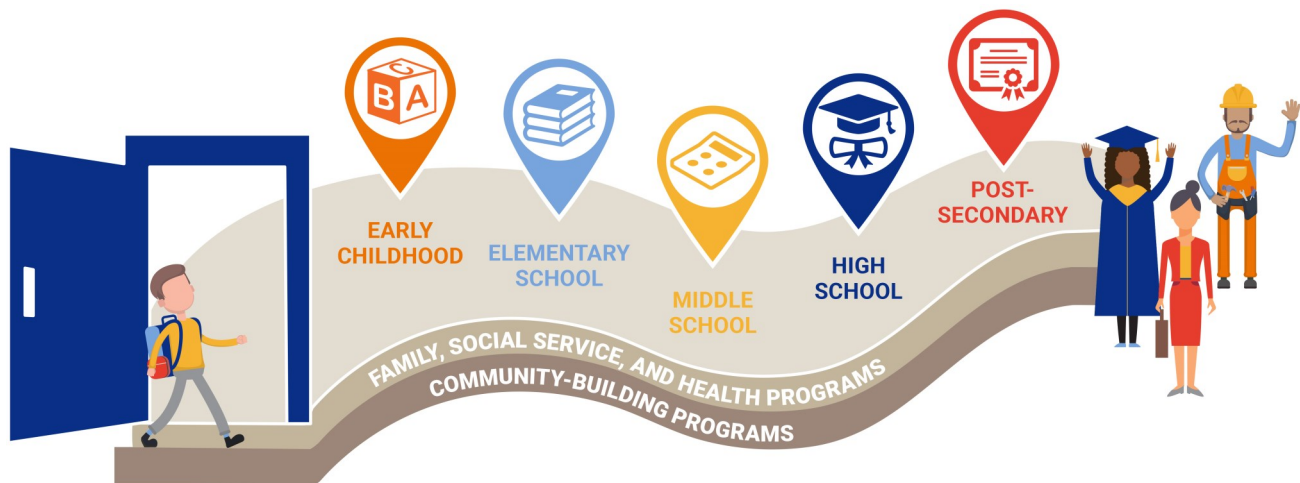 C
B A
EARLY
CHILDHOOD
ELEMENTARY
SCHOOL
MIDDLE
SCHOOL
HIGH
SCHOOL
POST-
SECONDARY
FAMILY, SOCIAL SERVICE, AND HEALTH PROGRAMS
COMMUNITY-BUILDING PROGRAMS